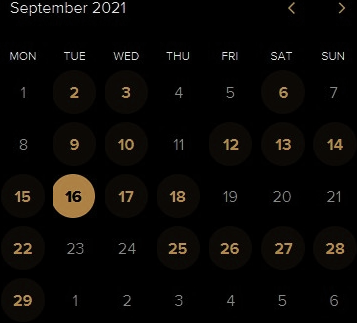 September 2021
MON TUE WED THU FRI SAT SUN
1 2 3 4 5 6 7
8 9 10 11 12 13 14
15 16 17 18 19 20 21
22 23 24 25 26 27 28
29 1 2 3 4 5 6